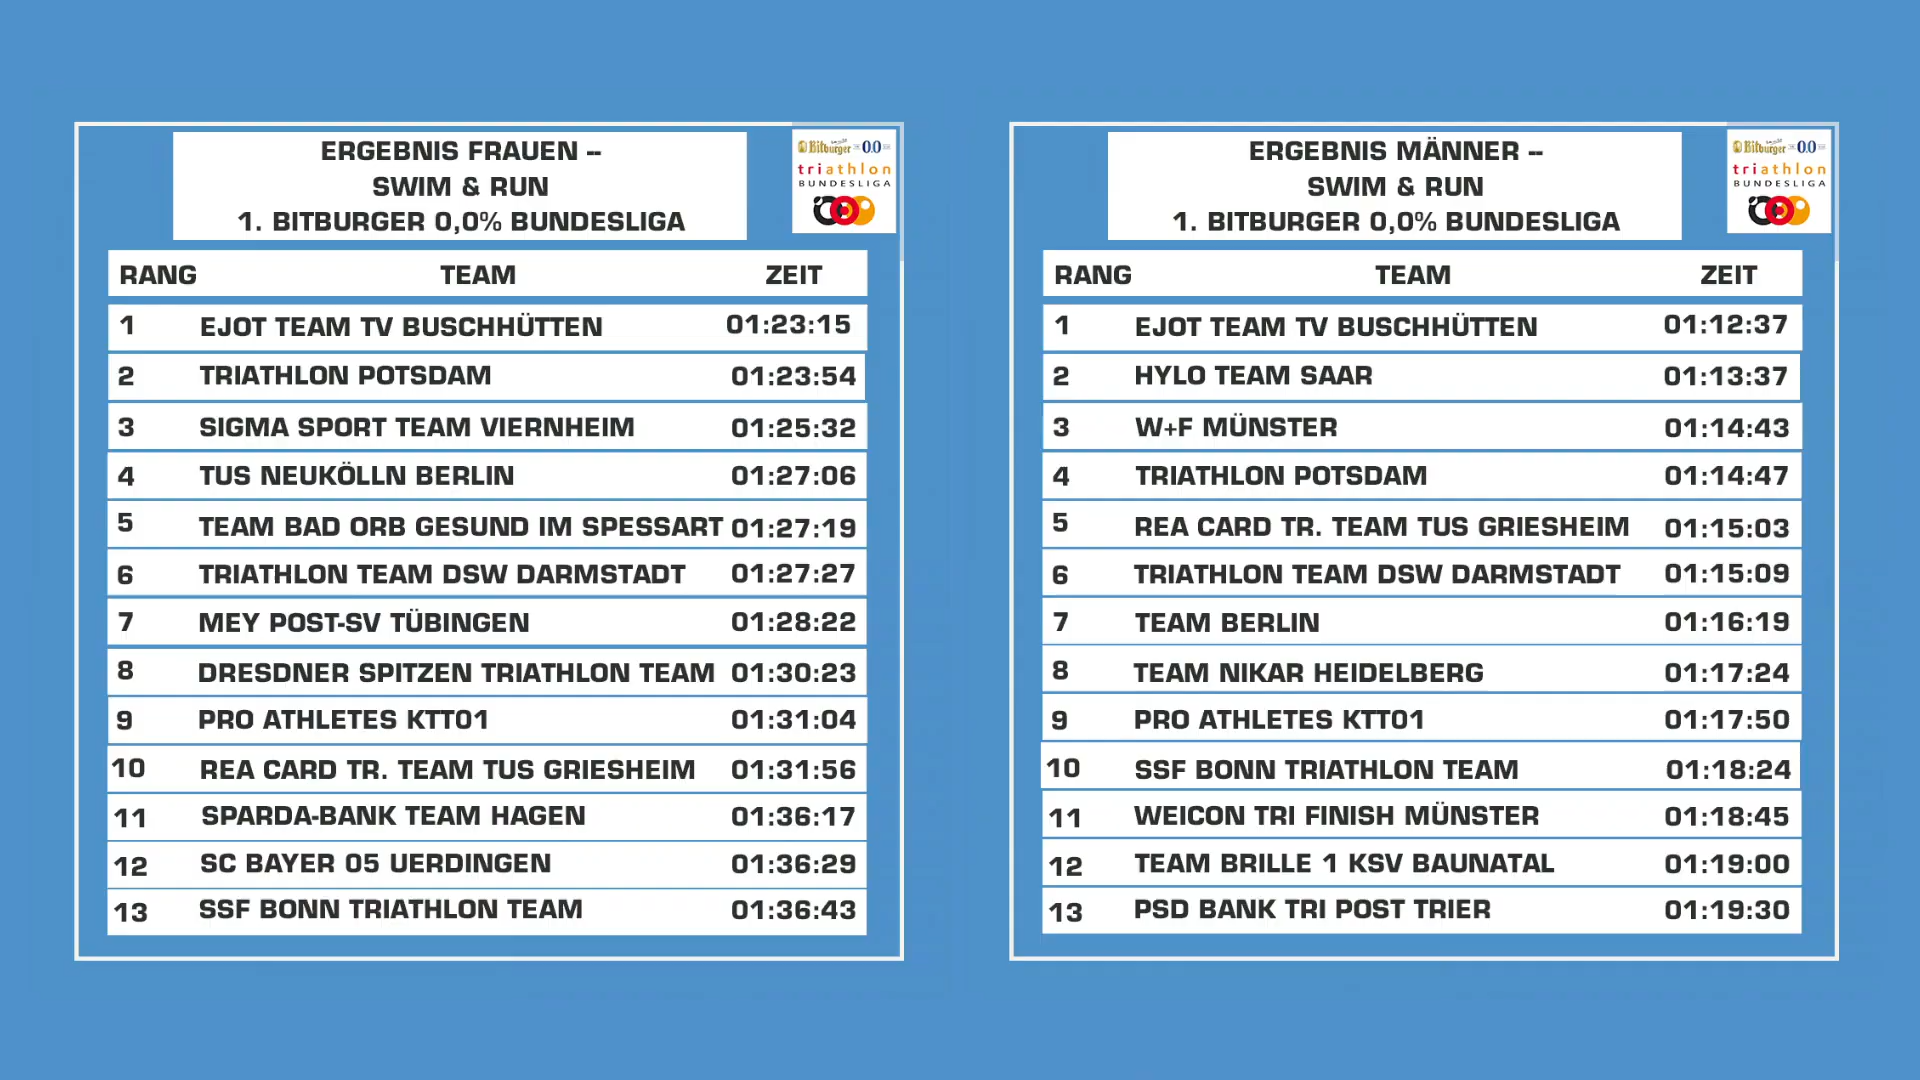 ERGEBNIS FRAUEN --
SWIM & RUN
1. BITBURGER 0,0% BUNDESLIGA
Bitburger 0,0
triathlon
BUNDESLIGA
RANG TEAM ZEIT
1 EJOT TEAM TV BUSCHHÜTTEN 01:23:15
2 TRIATHLON POTSDAM 01:23:54
3 SIGMA SPORT TEAM VIERNHEIM 01:25:32
4 TUS NEUKÖLLN BERLIN 01:27:06
5 TEAM BAD ORB GESUND IM SPESSART 01:27:19
6 TRIATHLON TEAM DSW DARMSTADT 01:27:27
7 MEY POST-SV TÜBINGEN 01:28:22
8 DRESDNER SPITZEN TRIATHLON TEAM 01:30:23
9 PRO ATHLETES KTT01 01:31:04
10 REA CARD TR. TEAM TUS GRIESHEIM 01:31:56
11 SPARDA-BANK TEAM HAGEN 01:36:17
12 SC BAYER 05 UERDINGEN 01:36:29
13 SSF BONN TRIATHLON TEAM 01:36:43
ERGEBNIS MÄNNER --
SWIM & RUN
1. BITBURGER 0,0% BUNDESLIGA
Bitburger 0,0
triathlon
BUNDESLIGA
RANG TEAM ZEIT
1 EJOT TEAM TV BUSCHHÜTTEN 01:12:37
2 HYLO TEAM SAAR 01:13:37
3 W+F MÜNSTER 01:14:43
4 TRIATHLON POTSDAM 01:14:47
5 REA CARD TR. TEAM TUS GRIESHEIM 01:15:03
6 TRIATHLON TEAM DSW DARMSTADT 01:15:09
7 TEAM BERLIN 01:16:19
8 TEAM NIKAR HEIDELBERG 01:17:24
9 PRO ATHLETES KTT01 01:17:50
10 SSF BONN TRIATHLON TEAM 01:18:24
11 WEICON TRI FINISH MÜNSTER 01:18:45
12 TEAM BRILLE 1 KSV BAUNATAL 01:19:00
13 PSD BANK TRI POST TRIER 01:19:30